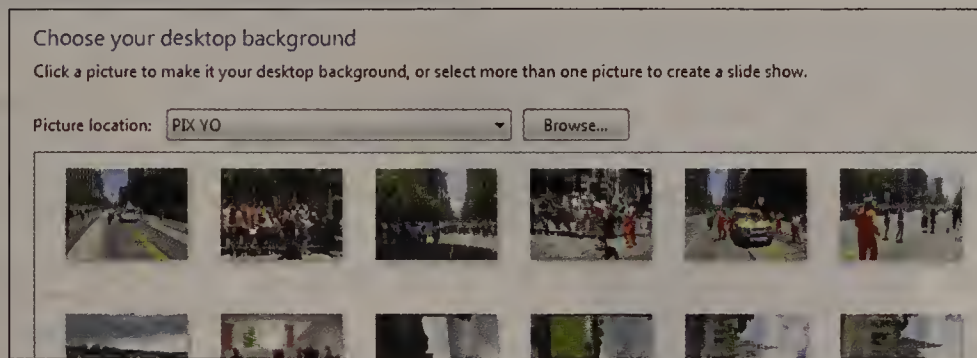 Choose your desktop background
Click a picture to make it your desktop background, or select more than one picture to create a slide show.
Picture location: PIX YO Browse...